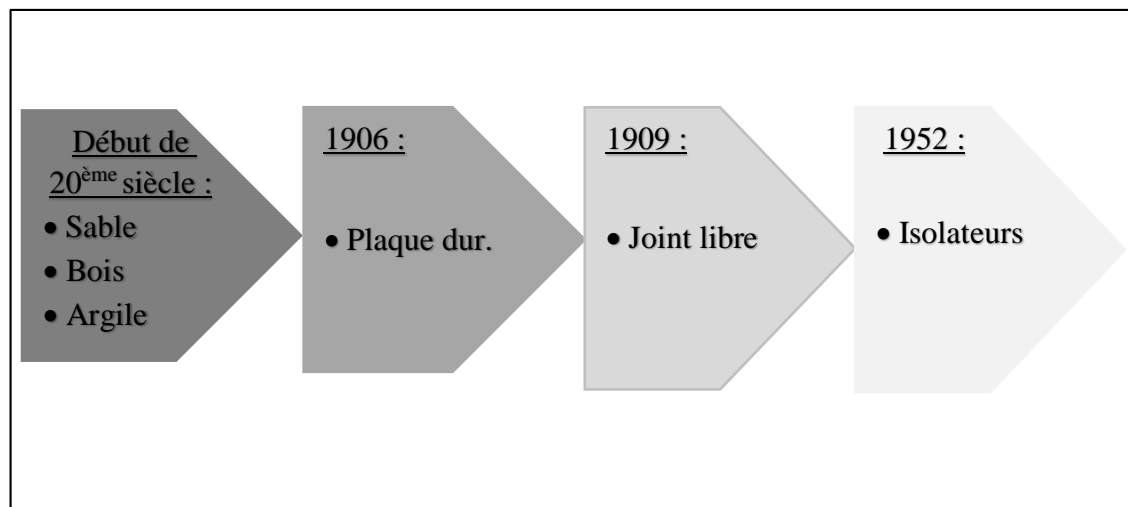 Début de
20ème siècle :
• Sable
• Bois
• Argile
1906 :
• Plaque dur.
1909 :
• Joint libre
1952 :
• Isolateurs